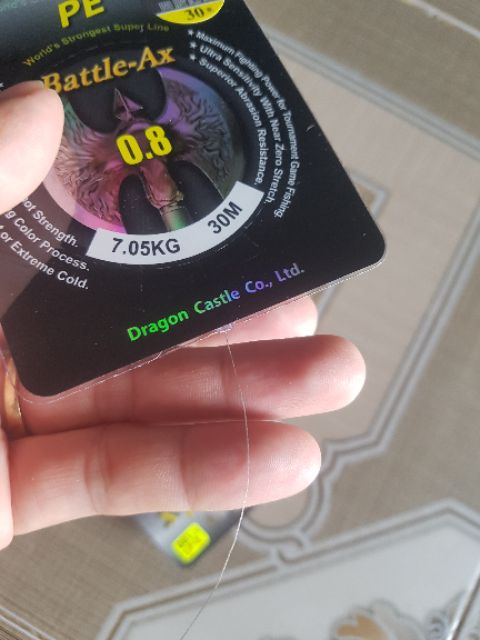 PE
30
World's Strongest Super Line
Battle-Ax
* Maximum Fighting Power for Tournament Game Fishing
* Ultra Sensitivity With Near Zero Stretch.
* Superior Abrasion Resistance.
0.8
7.05KG
30M
Strength.
Color Process.
or Extreme Cold.
Dragon Castle Co., Ltd.